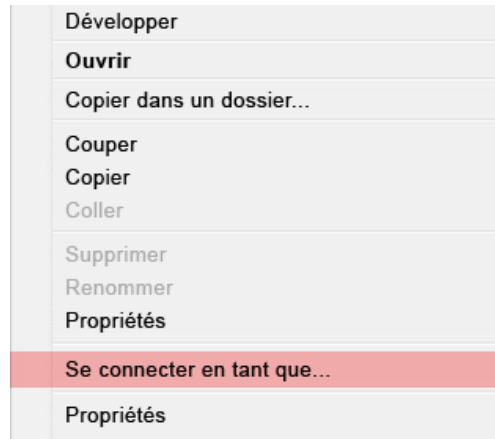 Développer
Ouvrir
Copier dans un dossier...
Couper
Copier
Coller
Supprimer
Renommer
Propriétés
Se connecter en tant que...
Propriétés